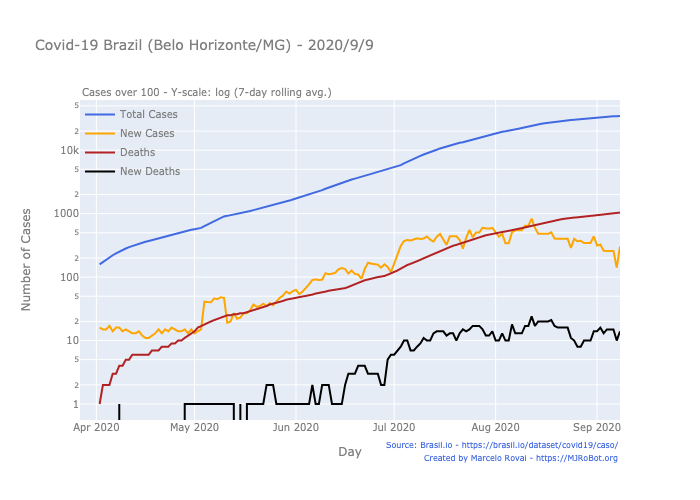 Covid-19 Brazil (Belo Horizonte/MG) - 2020/9/9
Cases over 100 - Y-scale: log (7-day rolling avg.)
Total Cases
New Cases
Deaths
New Deaths
5
2
10k
5
2
1000
5
2
100
5
2
10
5
2
1
Number of Cases
Apr 2020 May 2020 Jun 2020 Jul 2020 Aug 2020 Sep 2020
Day
Source: Brasil.io - https://brasil.io/dataset/covid19/caso/
Created by Marcelo Rovai - https://MJRoBot.org